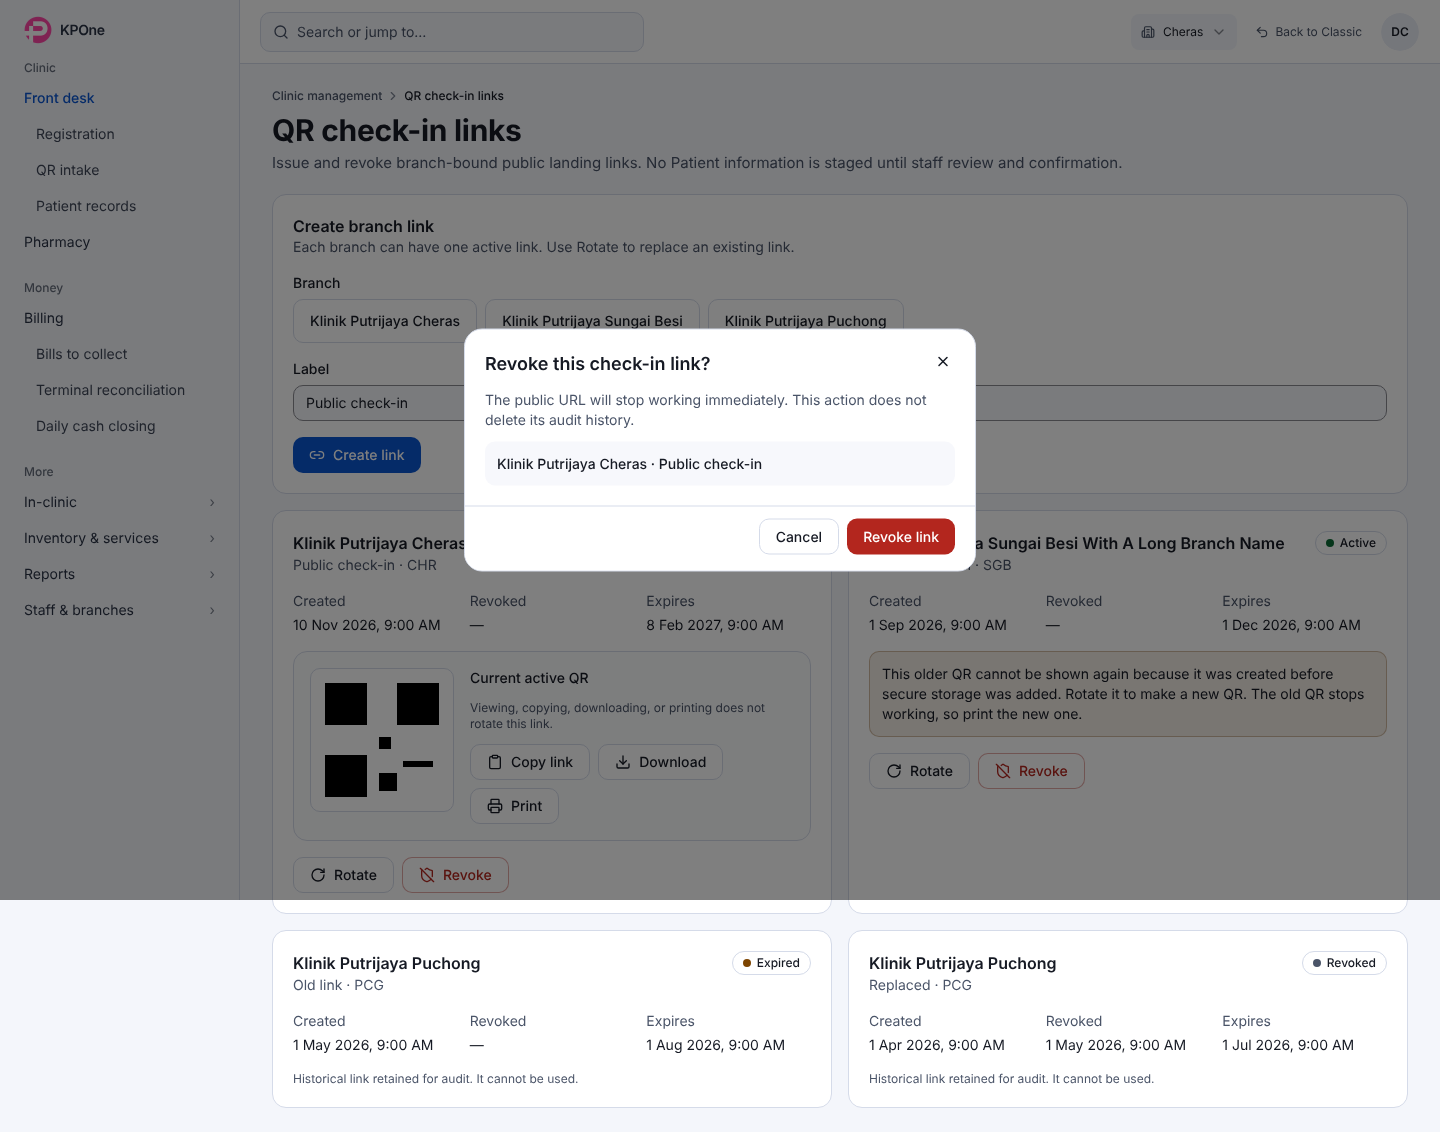 KPOne
Search or jump to...
Cheras
Back to Classic
DC
Clinic
Front desk
Registration
QR intake
Patient records
Pharmacy
Money
Billing
Bills to collect
Terminal reconciliation
Daily cash closing
More
In-clinic
Inventory & services
Reports
Staff & branches
Clinic management > QR check-in links
QR check-in links
Issue and revoke branch-bound public landing links. No Patient information is staged until staff review and confirmation.
Create branch link
Each branch can have one active link. Use Rotate to replace an existing link.
Branch
Klinik Putrijaya Cheras
Klinik Putrijaya Sungai Besi
Klinik Putrijaya Puchong
Label
Public check-in
Create link
Revoke this check-in link?
The public URL will stop working immediately. This action does not
delete its audit history.
Klinik Putrijaya Cheras · Public check-in
Cancel
Revoke link
Klinik Putrijaya Cheras
Public check-in · CHR
Created
Revoked
Expires
10 Nov 2026, 9:00 AM
—
8 Feb 2027, 9:00 AM
Current active QR
Viewing, copying, downloading, or printing does not
rotate this link.
Copy link
Download
Print
Rotate
Revoke
a Sungai Besi With A Long Branch Name
Active
· SGB
Created
Revoked
Expires
1 Sep 2026, 9:00 AM
—
1 Dec 2026, 9:00 AM
This older QR cannot be shown again because it was created before
secure storage was added. Rotate it to make a new QR. The old QR stops
working, so print the new one.
Rotate
Revoke
Klinik Putrijaya Puchong
Expired
Old link · PCG
Created
Revoked
Expires
1 May 2026, 9:00 AM
—
1 Aug 2026, 9:00 AM
Historical link retained for audit. It cannot be used.
Klinik Putrijaya Puchong
Revoked
Replaced · PCG
Created
Revoked
Expires
1 Apr 2026, 9:00 AM
1 May 2026, 9:00 AM
1 Jul 2026, 9:00 AM
Historical link retained for audit. It cannot be used.